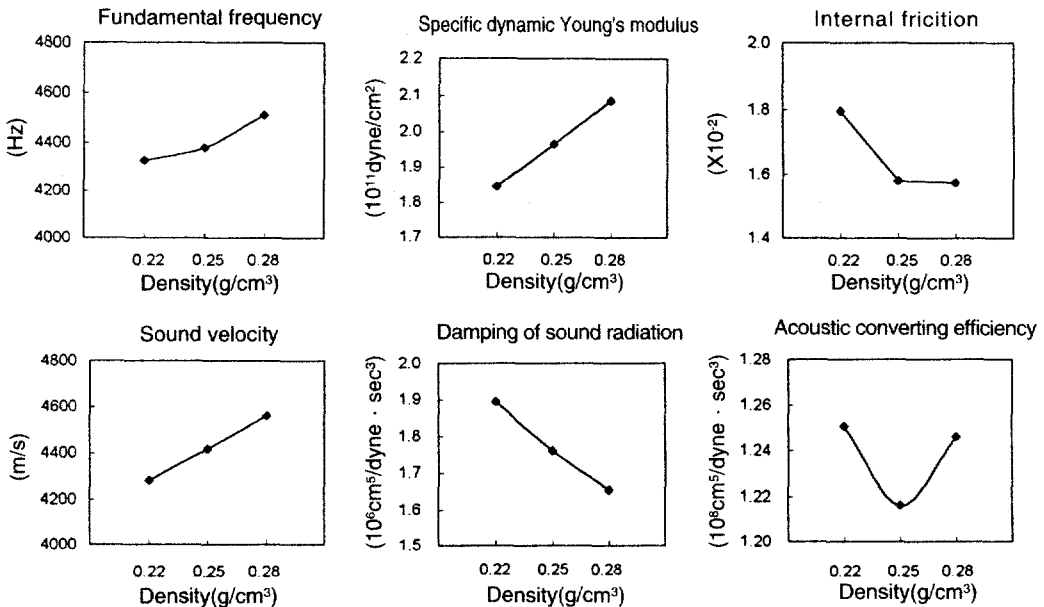 Fundamental frequency
4800
4600
4400
4200
4000
(Hz)
0.22 0.25 0.28
Density(g/cm³)
Specific dynamic Young's modulus
2.2
2.1
2.0
1.9
1.8
1.7
(10¹¹dyne/cm²)
0.22 0.25 0.28
Density(g/cm³)
Internal fricition
2.0
1.8
1.6
1.4
(X10⁻²)
0.22 0.25 0.28
Density(g/cm³)
Sound velocity
4800
4600
4400
4200
4000
(m/s)
0.22 0.25 0.28
Density(g/cm³)
Damping of sound radiation
2.0
1.9
1.8
1.7
1.6
1.5
(10⁶cm⁵/dyne · sec³)
0.22 0.25 0.28
Density(g/cm³)
Acoustic converting efficiency
1.28
1.26
1.24
1.22
1.20
(10⁸cm⁵/dyne · sec³)
0.22 0.25 0.28
Density(g/cm³)